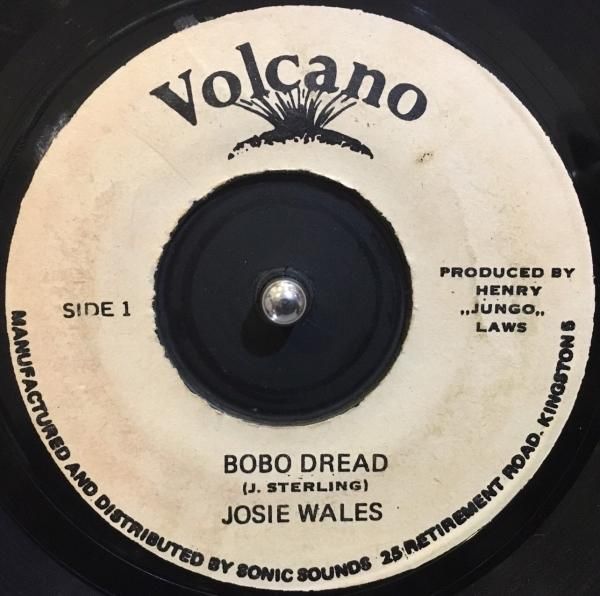 Volcano
SIDE 1
PRODUCED BY
HENRY
,,JUNGO,,
LAWS
BOBO DREAD
(J. STERLING)
JOSIE WALES
MANUFACTURED AND DISTRIBUTED BY SONIC SOUNDS 25 RETIREMENT ROAD. KINGSTON 5